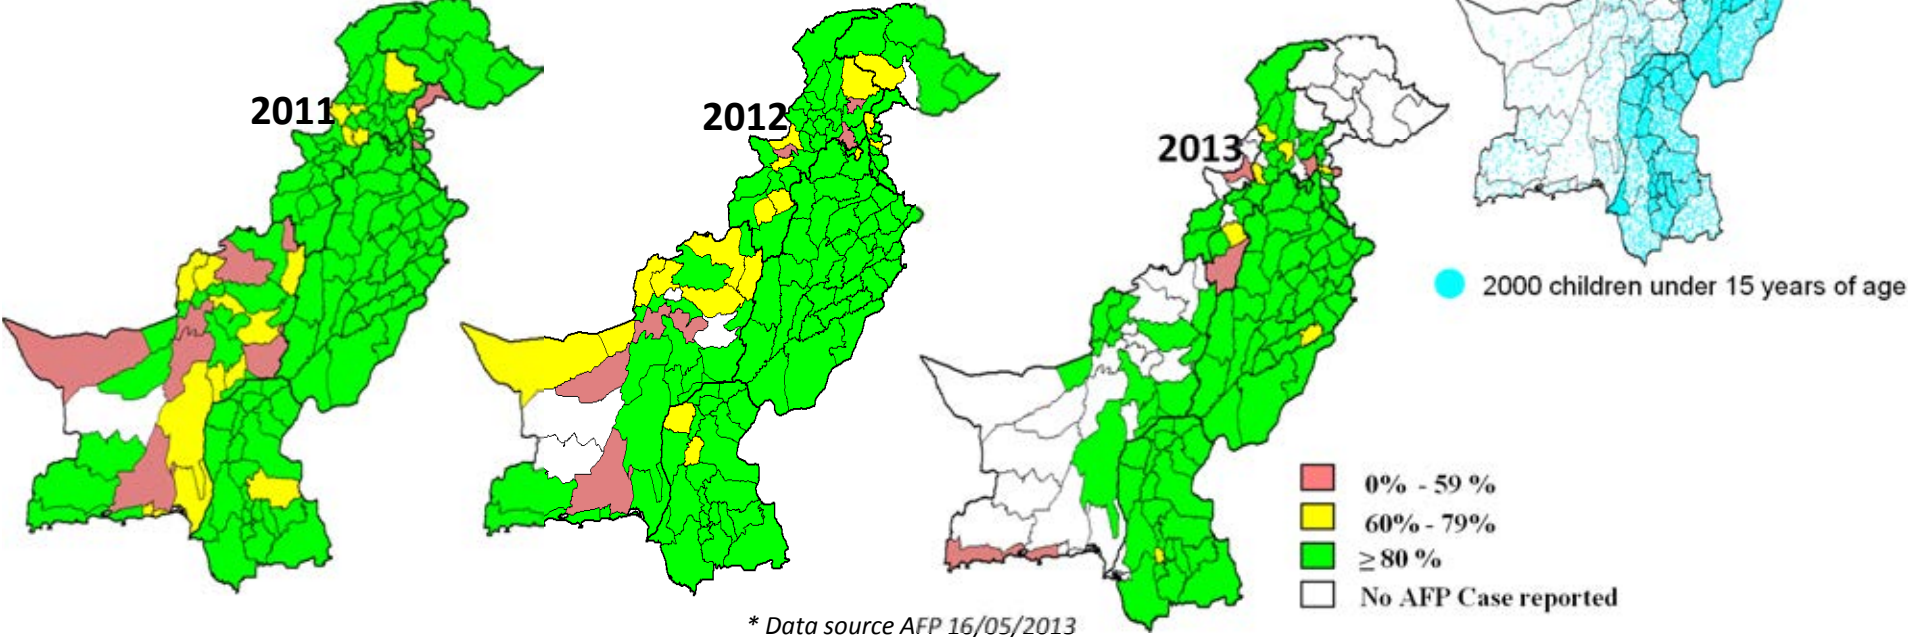 2011
2012
2013
2000 children under 15 years of age
0% - 59 %
60% - 79%
≥ 80 %
No AFP Case reported
* Data source AFP 16/05/2013